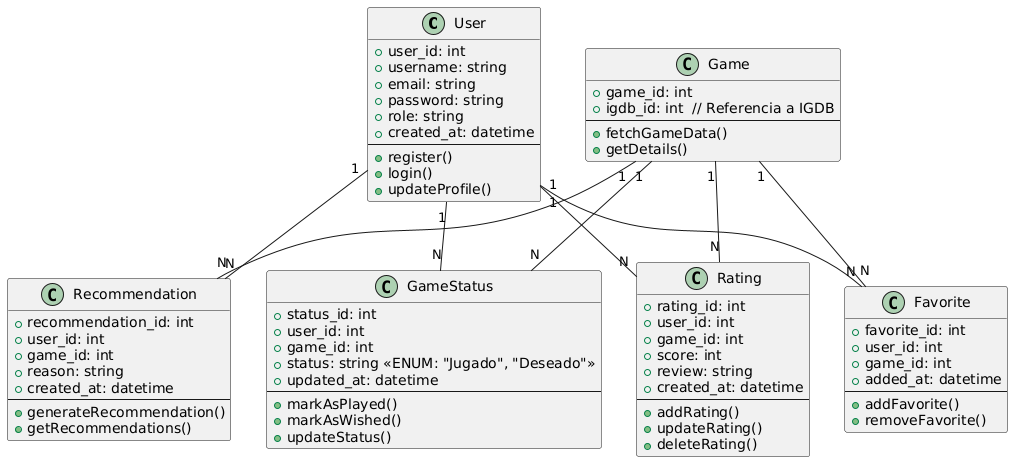 C User
user_id: int
username: string
email: string
password: string
role: string
created_at: datetime
register()
login()
updateProfile()
C Game
game_id: int
igdb_id: int  // Referencia a IGDB
fetchGameData()
getDetails()
1
1
1
1
1
1
1
1
N
N
N
N
N
N
N
N
C Recommendation
recommendation_id: int
user_id: int
game_id: int
reason: string
created_at: datetime
generateRecommendation()
getRecommendations()
C GameStatus
status_id: int
user_id: int
game_id: int
status: string «ENUM: "Jugado", "Deseado"»
updated_at: datetime
markAsPlayed()
markAsWished()
updateStatus()
C Rating
rating_id: int
user_id: int
game_id: int
score: int
review: string
created_at: datetime
addRating()
updateRating()
deleteRating()
C Favorite
favorite_id: int
user_id: int
game_id: int
added_at: datetime
addFavorite()
removeFavorite()